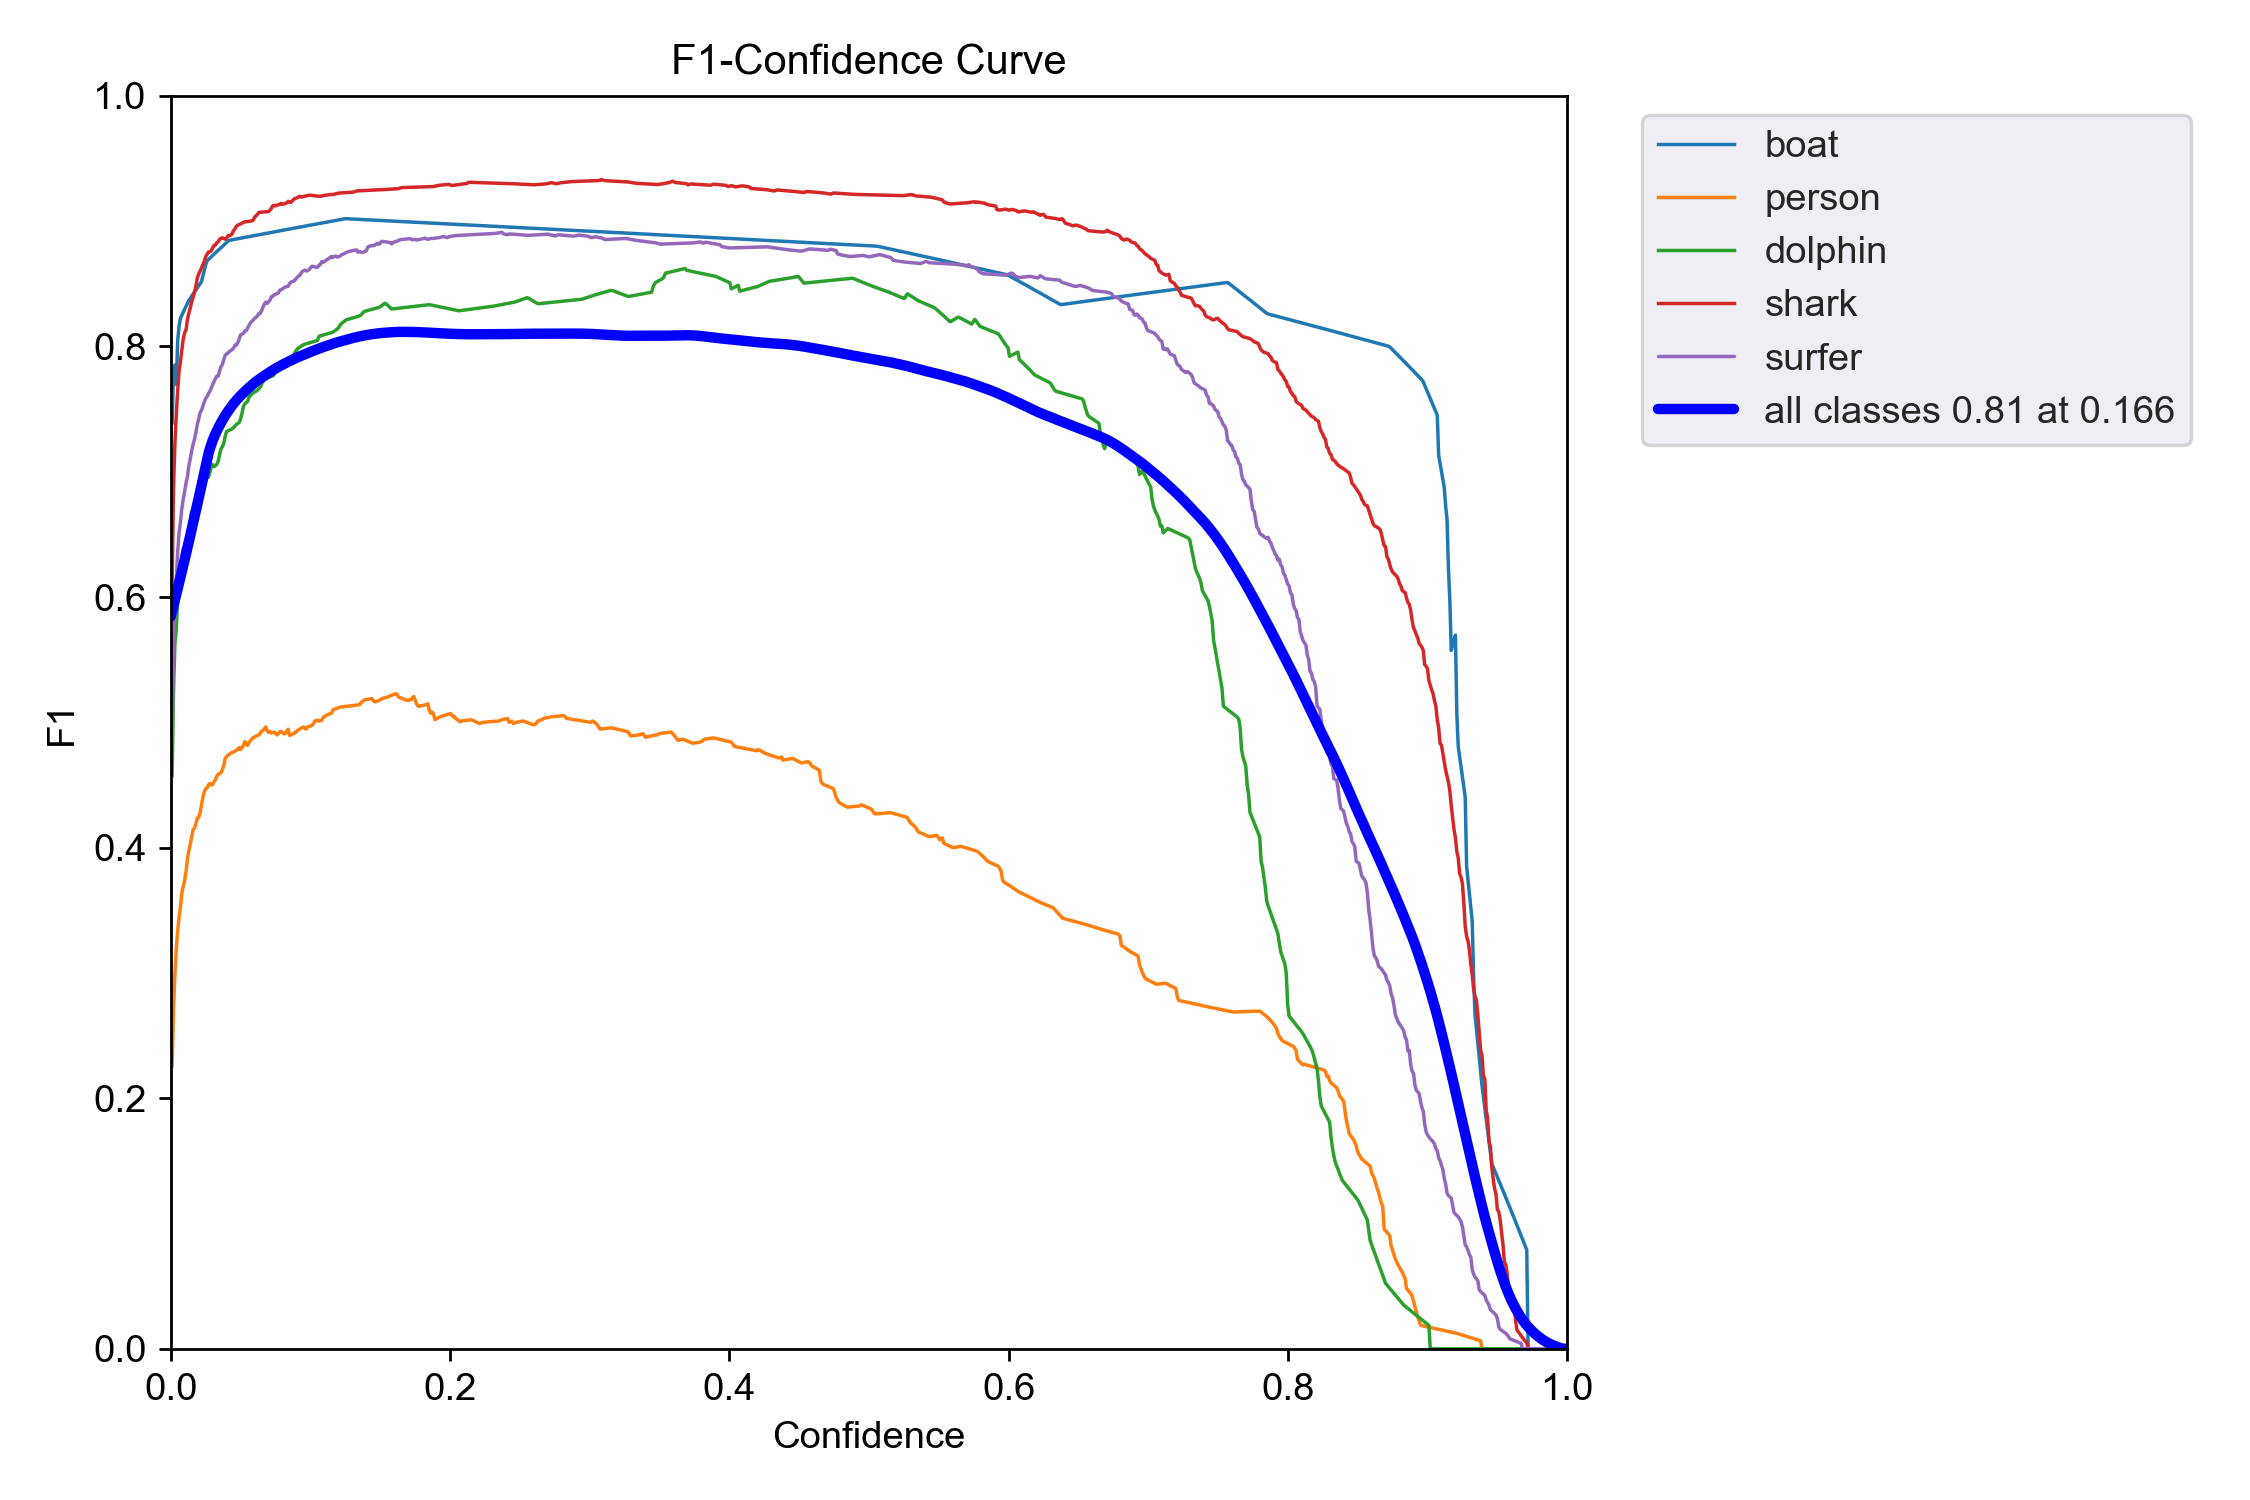 F1-Confidence Curve
1.0
0.8
0.6
0.4
0.2
0.0
F1
0.0 0.2 0.4 0.6 0.8 1.0
Confidence
boat
person
dolphin
shark
surfer
all classes 0.81 at 0.166